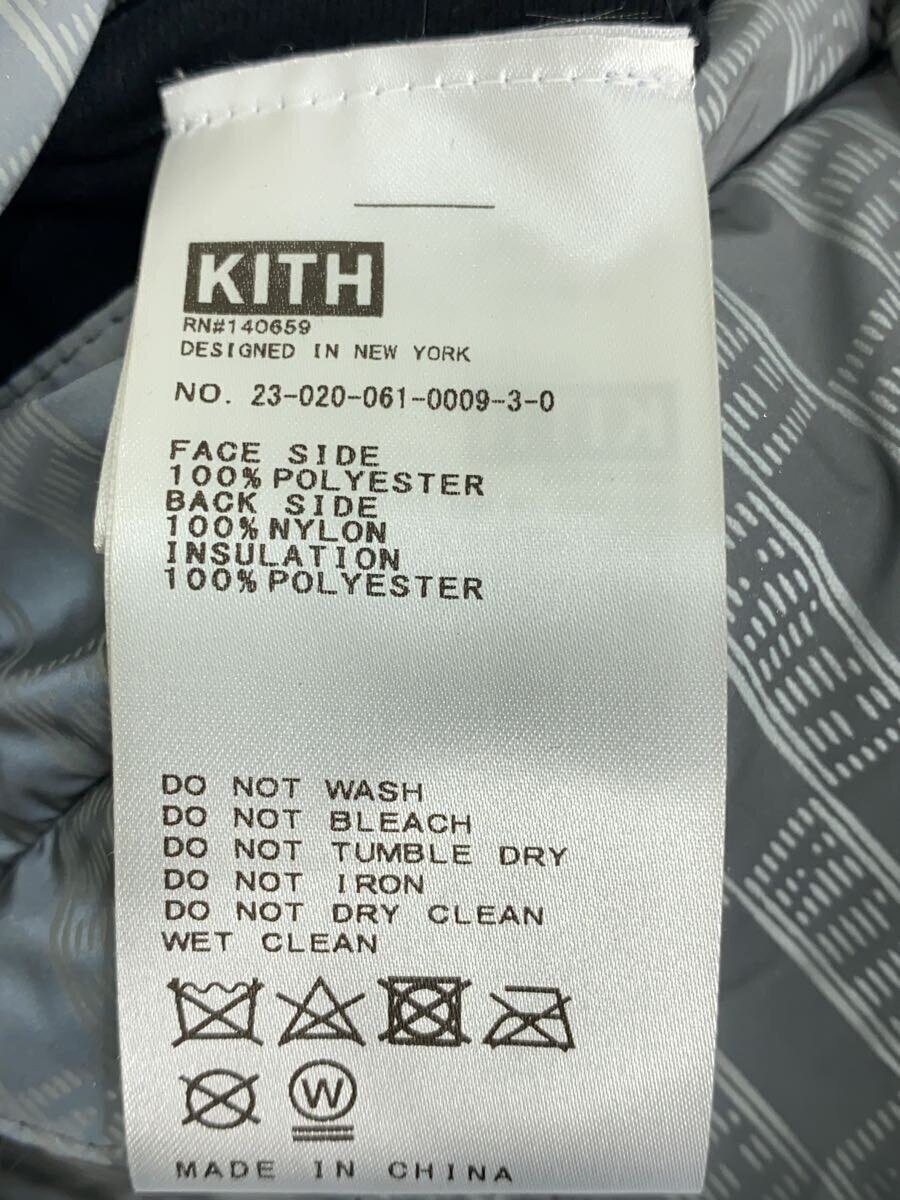 KITH
RN#140659
DESIGNED IN NEW YORK
NO. 23-020-061-0009-3-0
FACE SIDE
100% POLYESTER
BACK SIDE
100% NYLON
INSULATION
100% POLYESTER
DO NOT WASH
DO NOT BLEACH
DO NOT TUMBLE DRY
DO NOT IRON
DO NOT DRY CLEAN
WET CLEAN
W
MADE IN CHINA